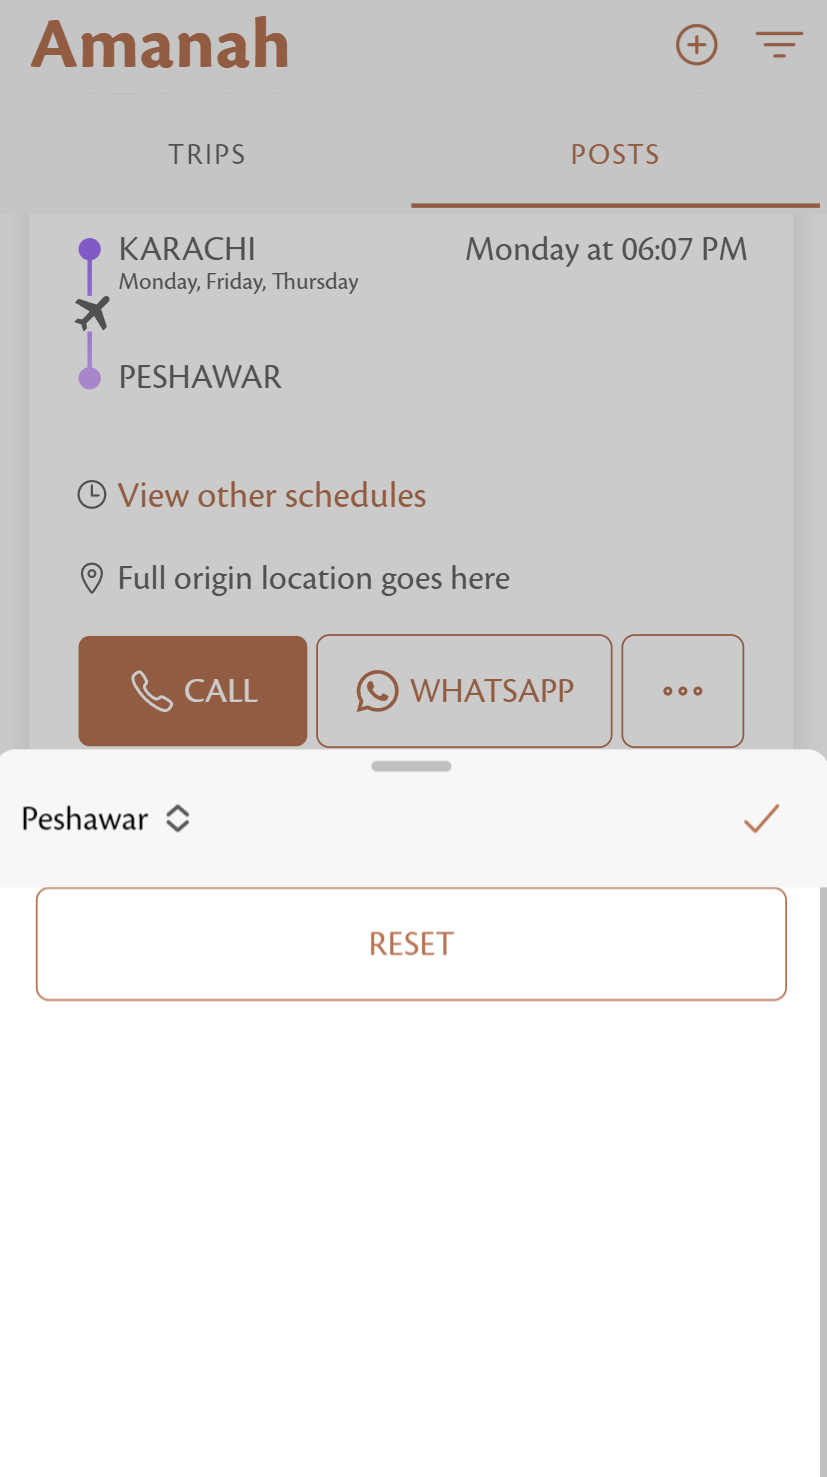 Amanah
TRIPS
POSTS
KARACHI
Monday at 06:07 PM
Monday, Friday, Thursday
PESHAWAR
View other schedules
Full origin location goes here
CALL
WHATSAPP
Peshawar
RESET